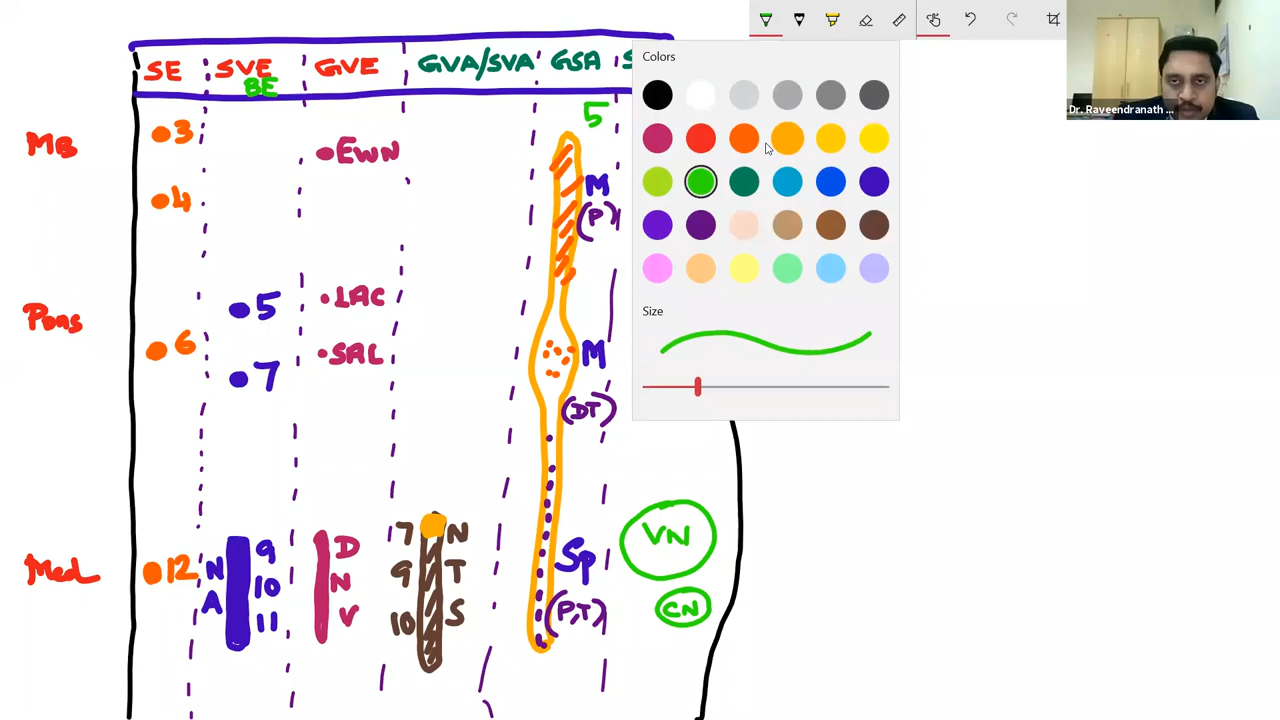 SE SVE GVE GVA/SVA GSA S
BE
5
MB 3 EWN
4 M
(P)
Colors
Size
Pons 5 LAC
6 SAL M
7
(DT)
Med 12 N 9 D 7 N Sp VN
A 10 N 9 T (P,T) CN
11 V 10 S
Dr. Raveendranath ...